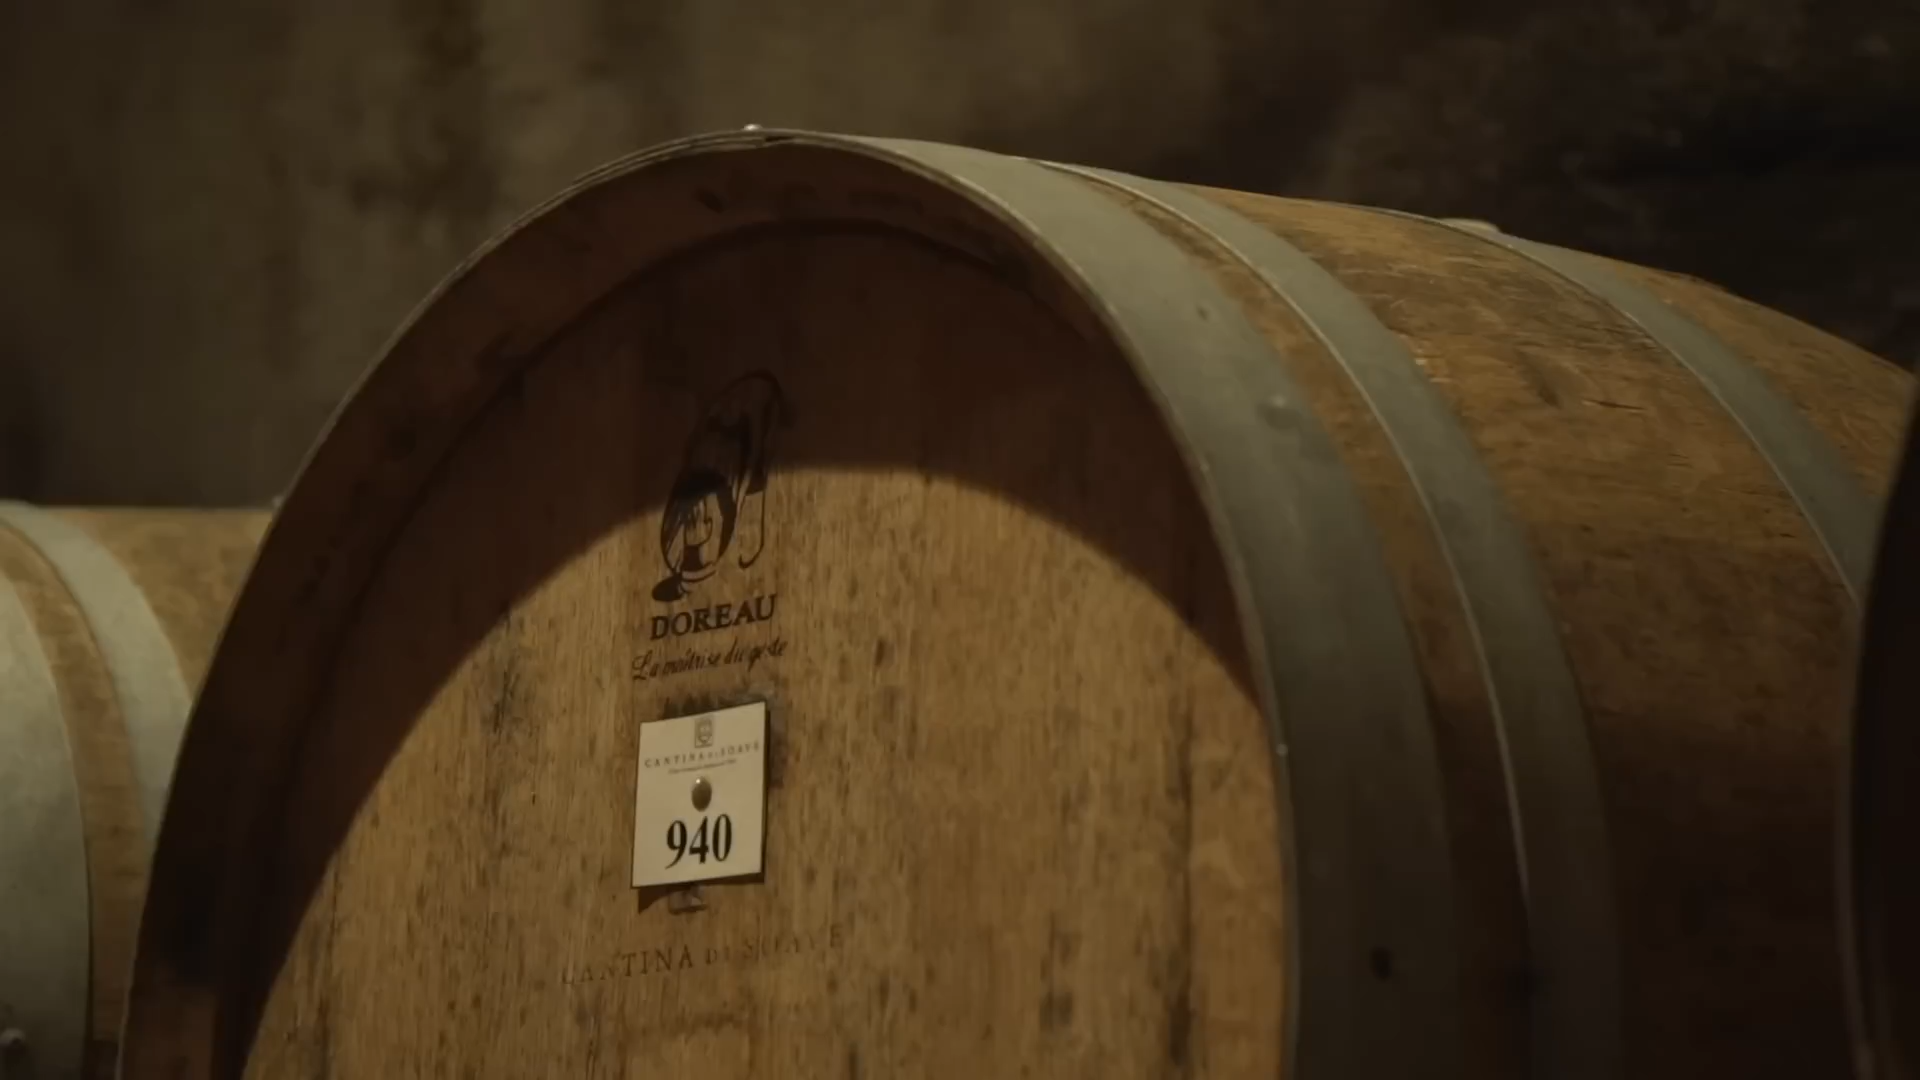 DOREAU
La maîtrise du geste
CANTINA DI SOAVE
940
CANTINA DI SOAVE